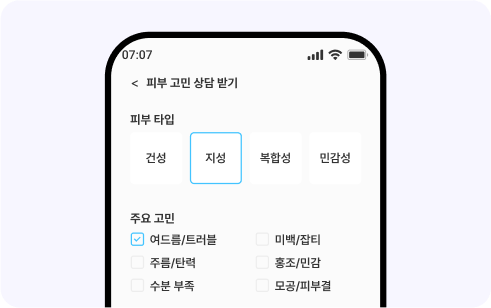 07:07
< 피부 고민 상담 받기
피부 타입
건성 지성 복합성 민감성
주요 고민
여드름/트러블 미백/잡티
주름/탄력 홍조/민감
수분 부족 모공/피부결